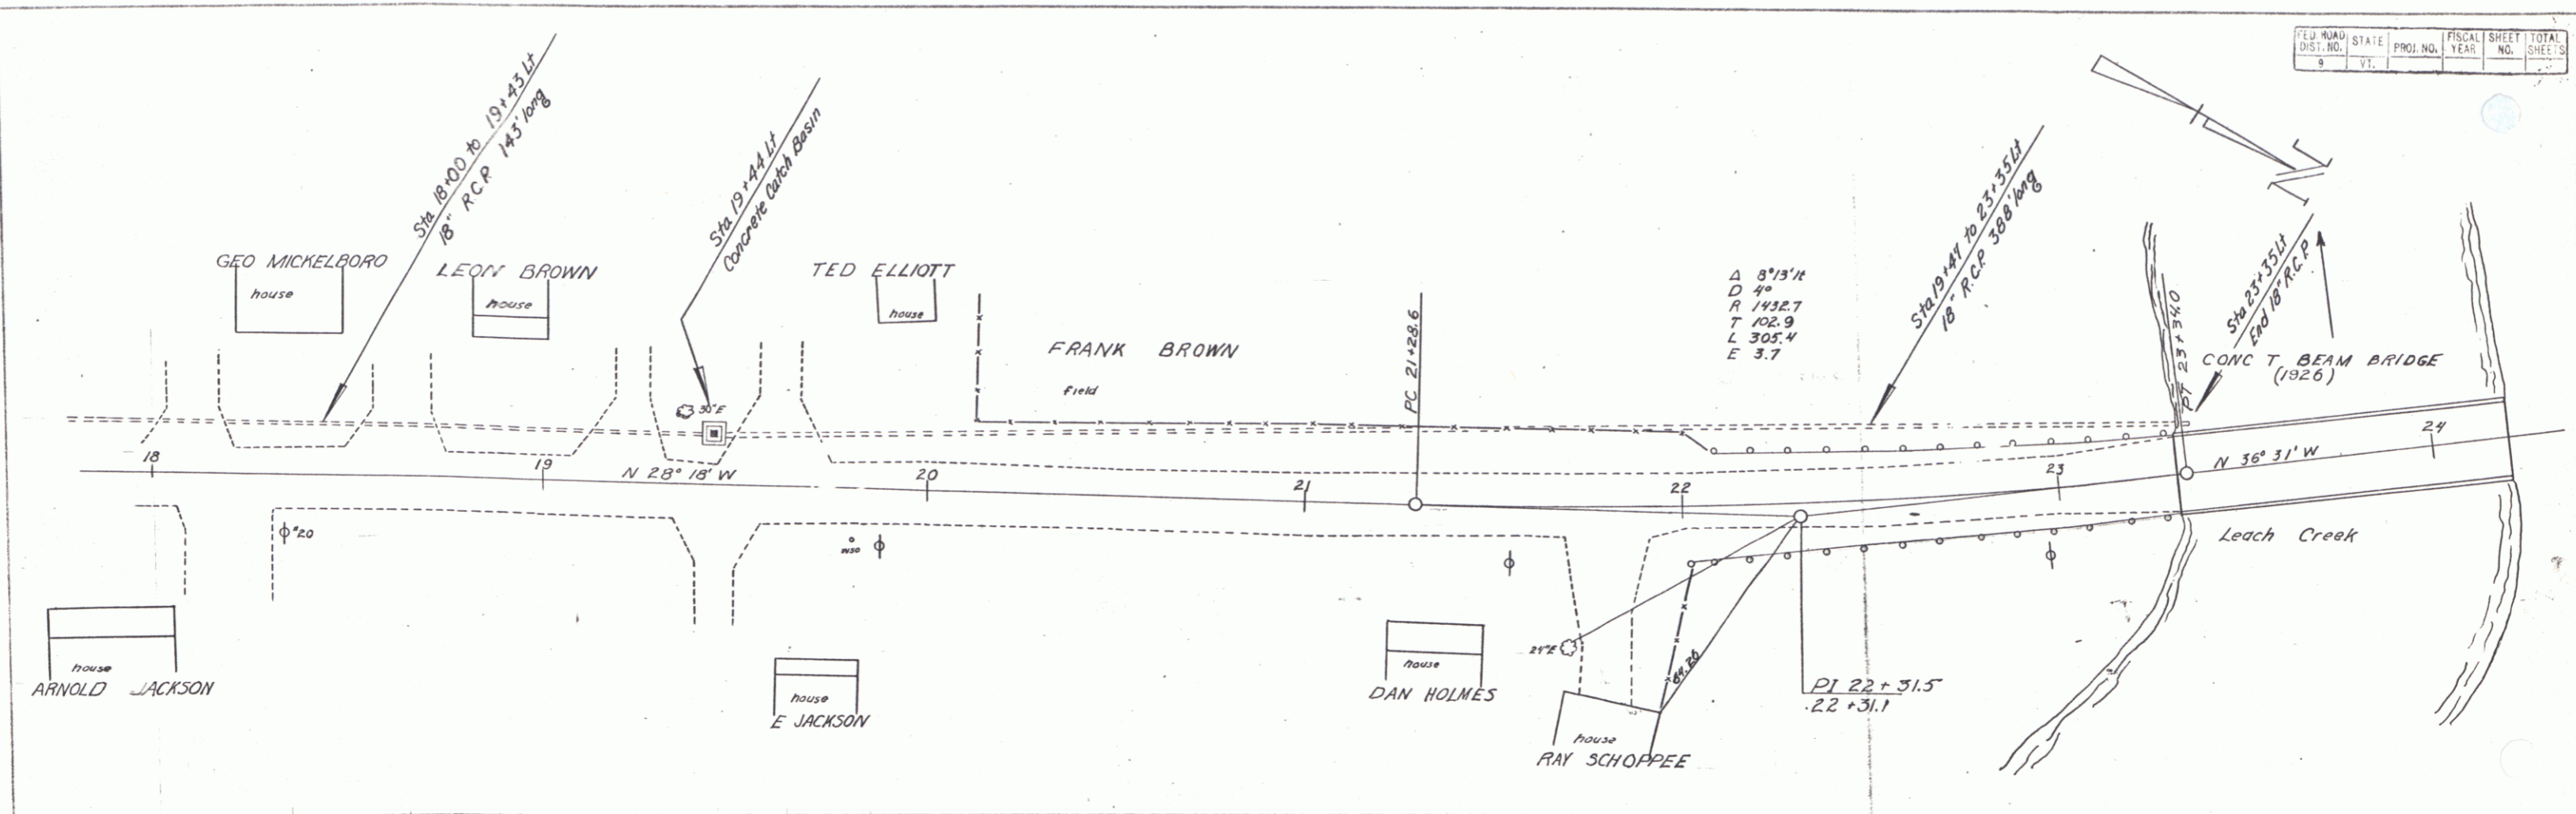 FED. ROAD DIST. NO. STATE PROJ. NO. FISCAL YEAR SHEET NO. TOTAL SHEETS
9 VT.
Sta 18+00 to 19+43 Lt
18" R.C.P. 143' long
Sta 19+44 Lt
Concrete Catch Basin
Sta 19+47 to 23+35 Lt
18" R.C.P. 388' long
Sta 23+35 Lt
End 18" R.C.P.
GEO MICKELBORO
house
LEON BROWN
house
TED ELLIOTT
house
FRANK BROWN
field
Δ 8°13' lt
D 4°
R 1432.7
T 102.9
L 305.4
E 3.7
PC 21+28.6
PT 23+34.0
CONC T. BEAM BRIDGE
(1926)
30"E
18
19
N 28° 18' W
20
21
22
23
N 36° 31' W
24
#20
Leach Creek
house
ARNOLD JACKSON
house
E JACKSON
house
DAN HOLMES
24"E
house
RAY SCHOPPEE
PI 22+31.5
22+31.1